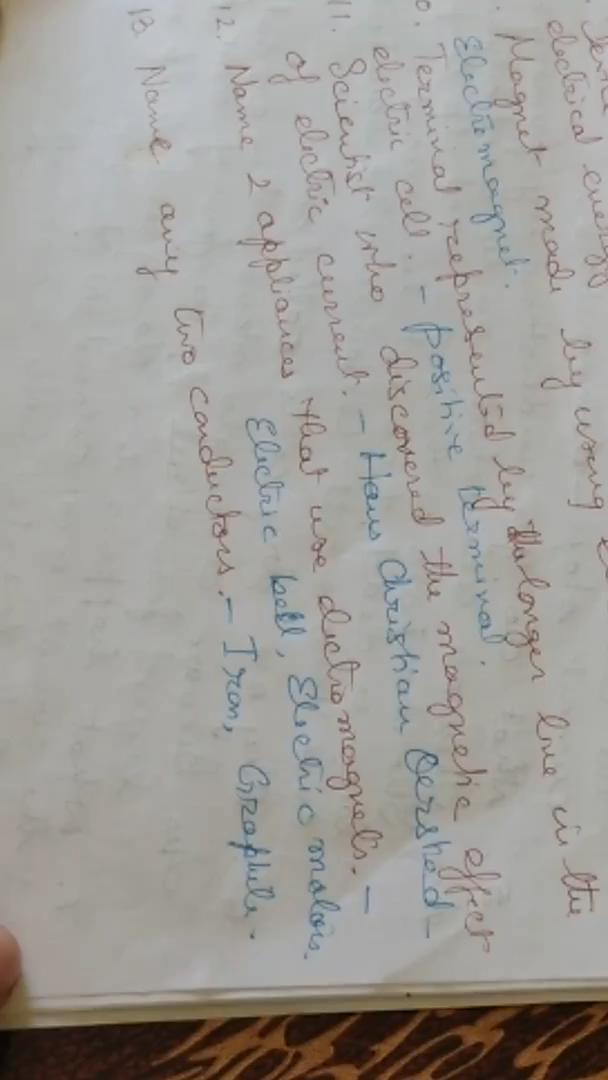 electrical energy
. Magnet made by using
Electromagnet.
0. Terminal represented by the longer line in the
electric cell. - positive terminal.
11. Scientist who discovered the magnetic effect
of electric current. - Hans Christian Oersted -
12. Name 2 appliances that use electromagnets. -
Electric bell, Electric motors.
13. Name any two conductors. - Iron, Graphite.